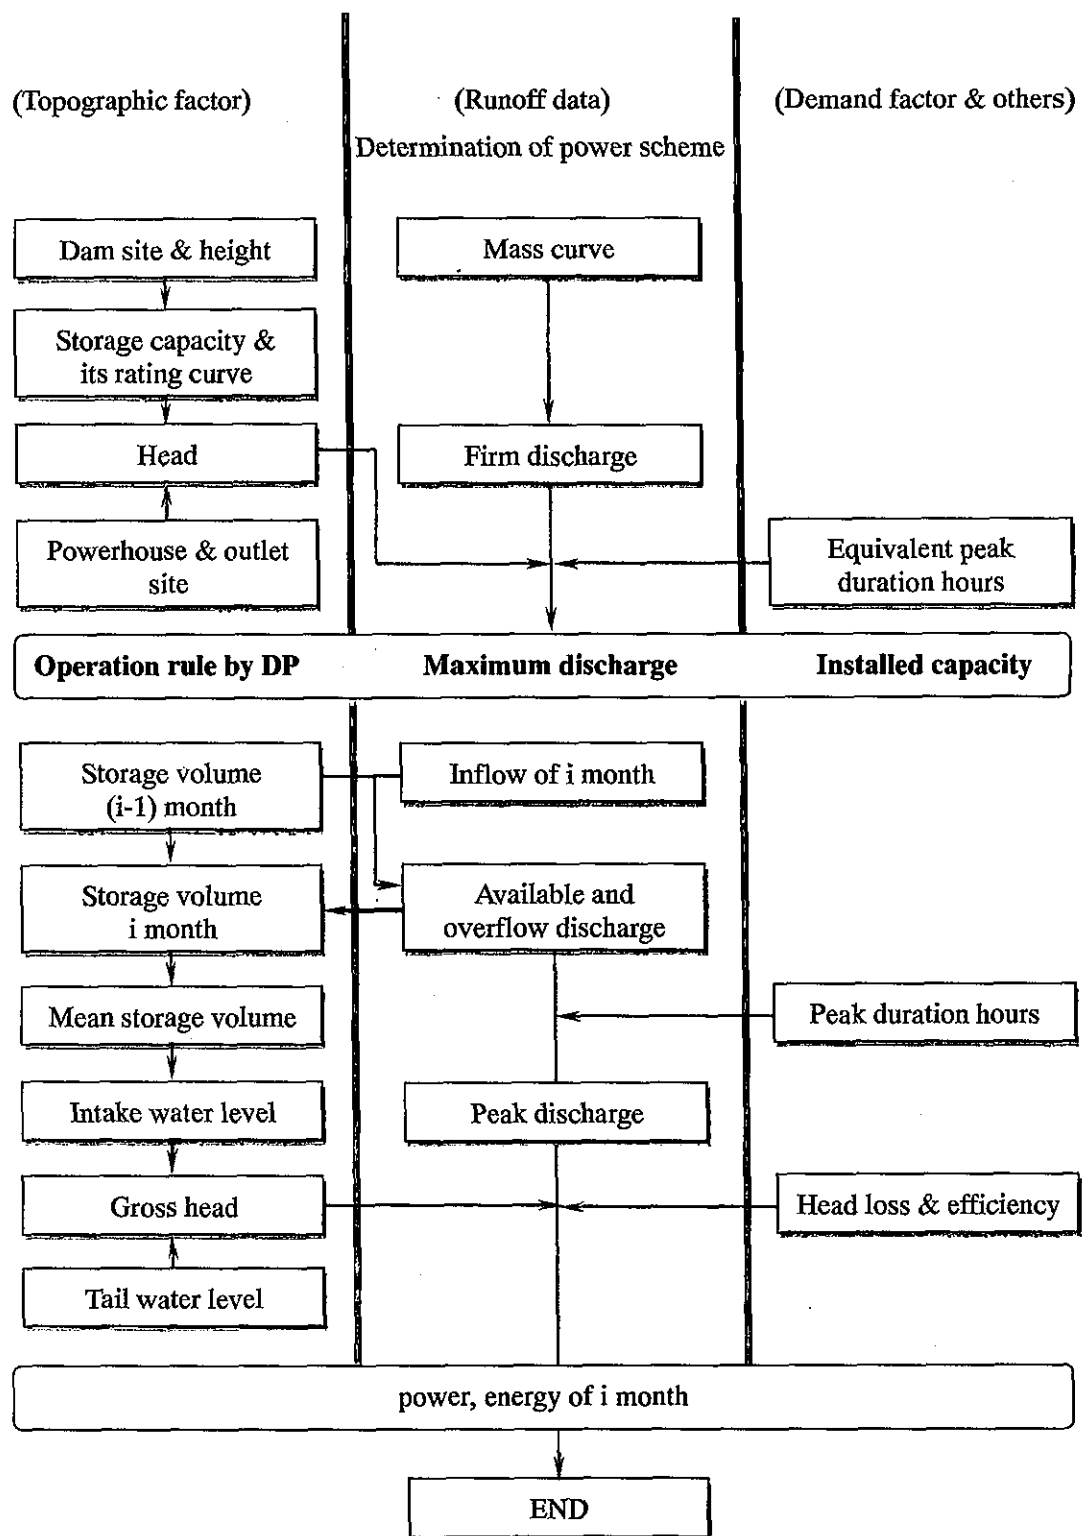 (Topographic factor)
(Runoff data)
(Demand factor & others)
Determination of power scheme
Dam site & height
Mass curve
Storage capacity &
its rating curve
Head
Firm discharge
Powerhouse & outlet
site
Equivalent peak
duration hours
Operation rule by DP
Maximum discharge
Installed capacity
Storage volume
(i-1) month
Inflow of i month
Storage volume
i month
Available and
overflow discharge
Mean storage volume
Peak duration hours
Intake water level
Peak discharge
Gross head
Head loss & efficiency
Tail water level
power, energy of i month
END